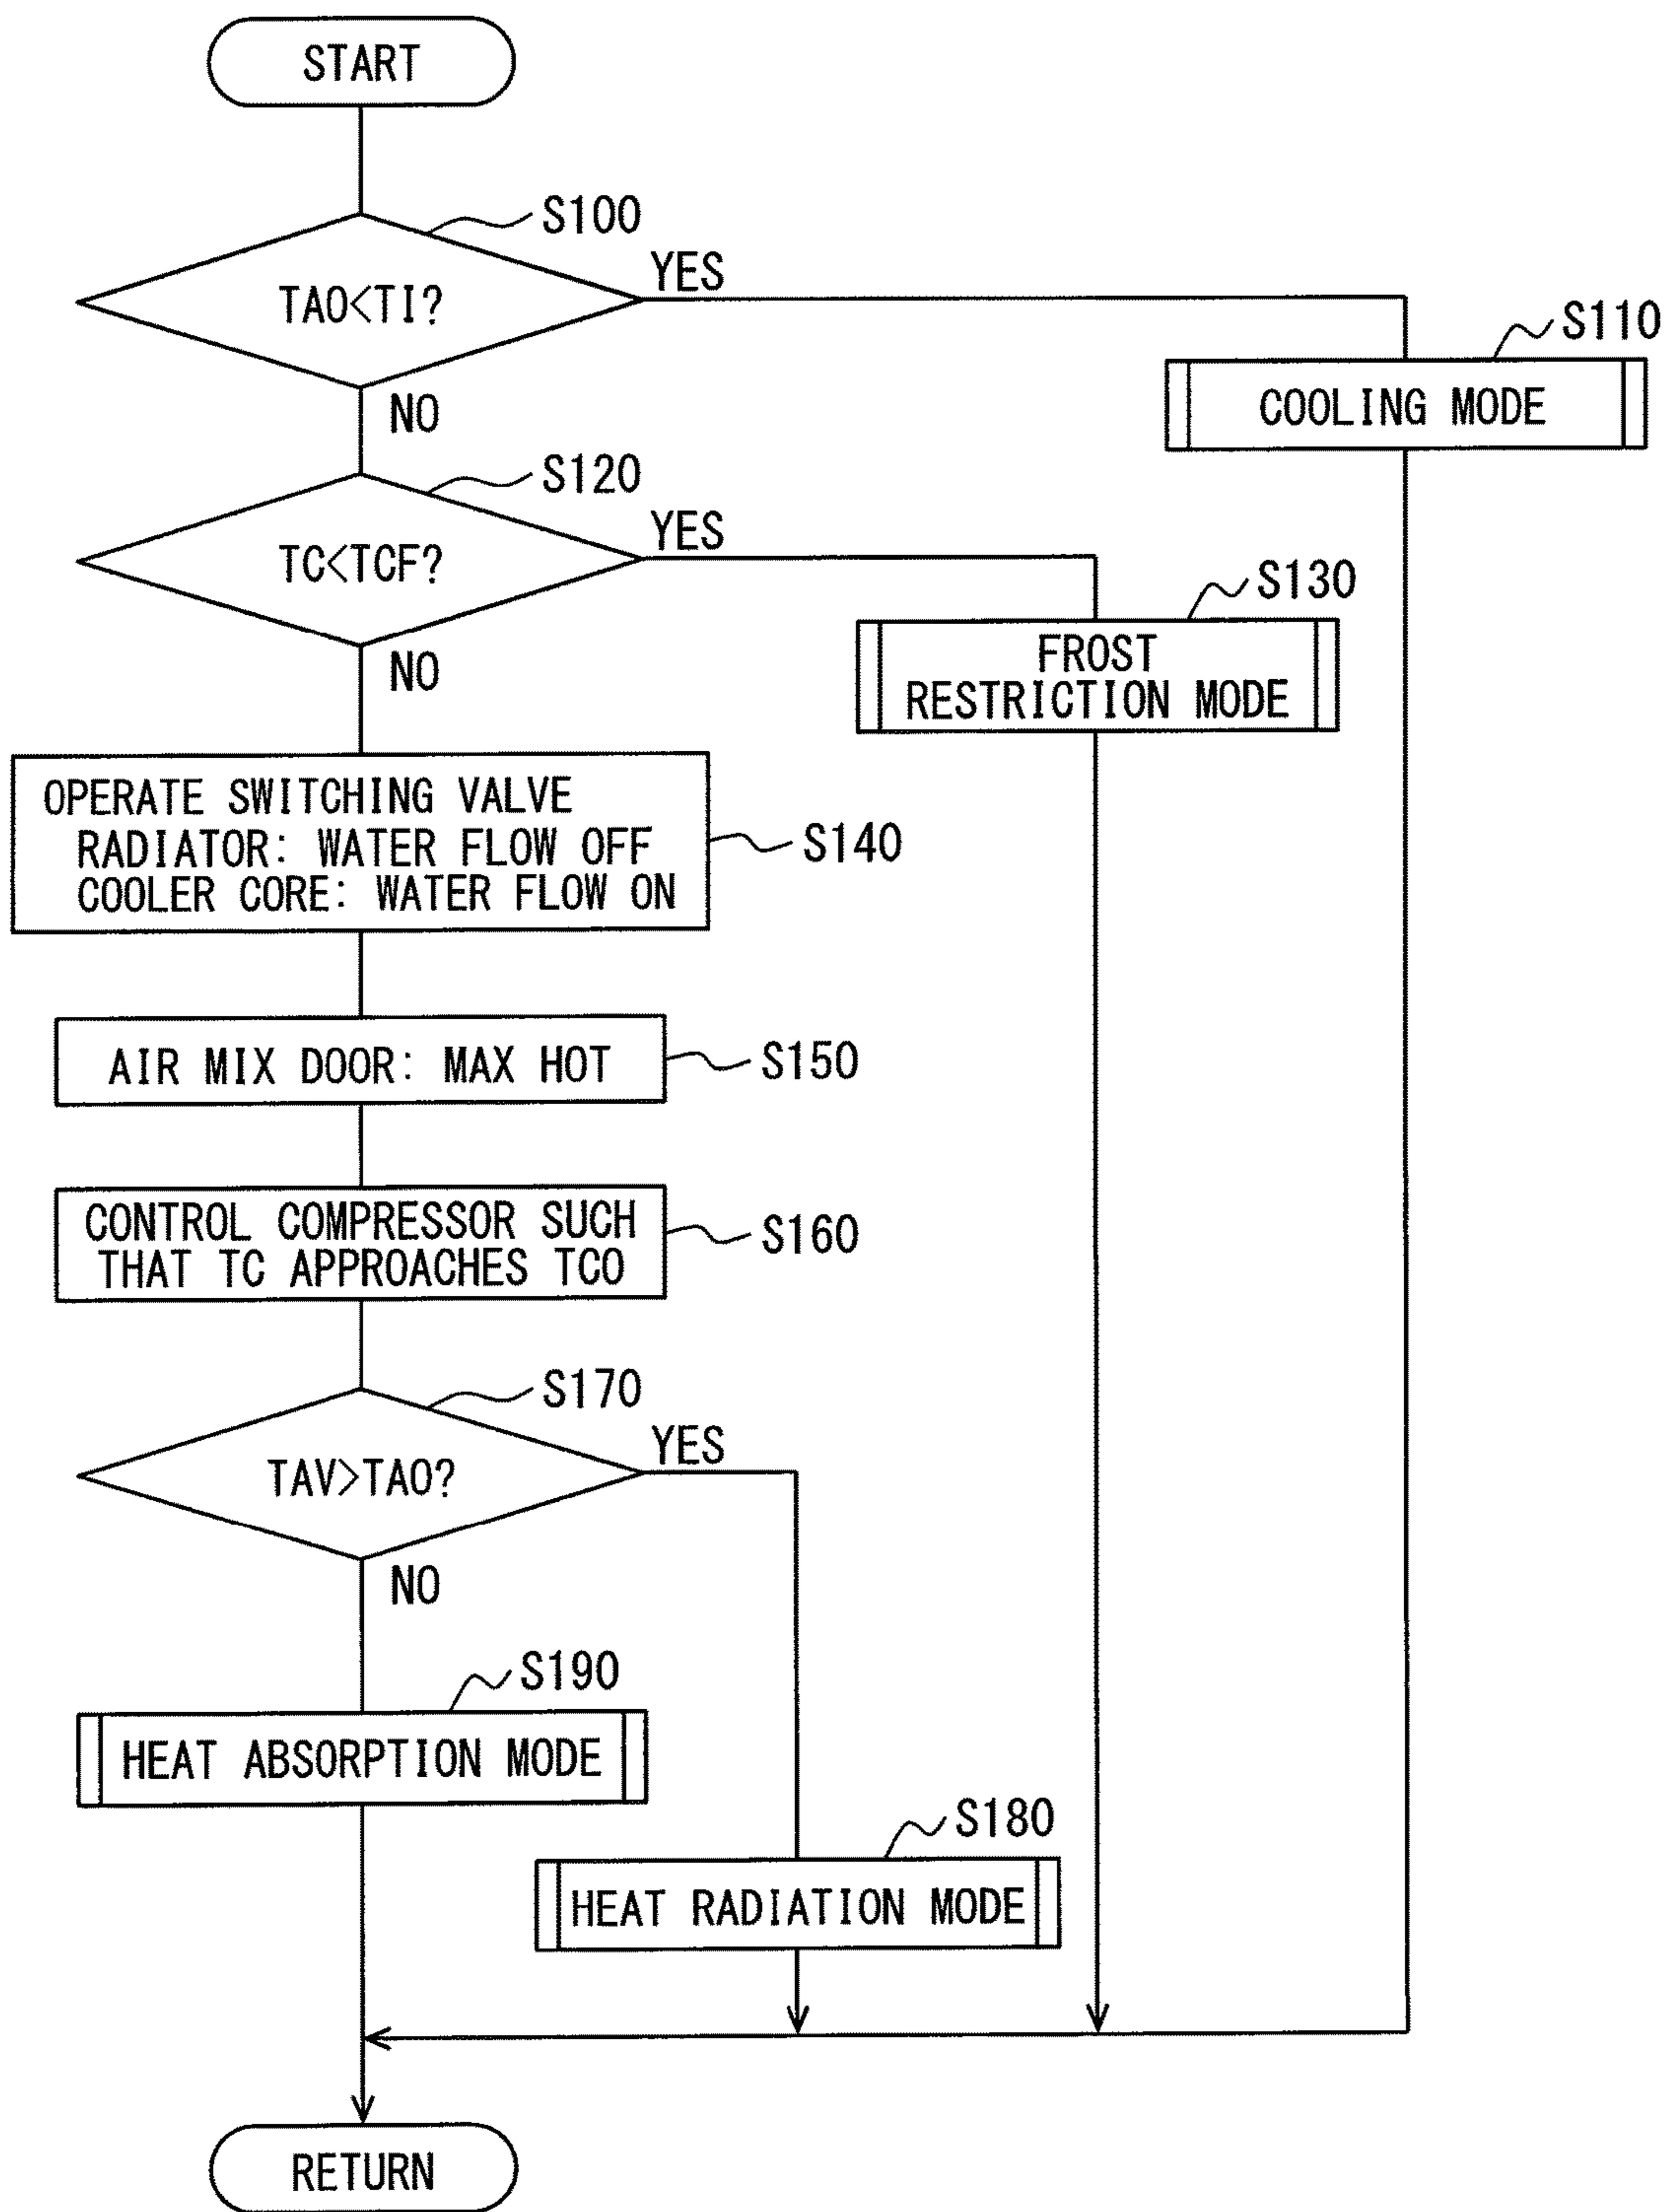 START
S100
TAO<TI?
YES
NO
S110
COOLING MODE
S120
TC<TCF?
YES
NO
S130
FROST
RESTRICTION MODE
OPERATE SWITCHING VALVE
RADIATOR: WATER FLOW OFF
COOLER CORE: WATER FLOW ON
S140
AIR MIX DOOR: MAX HOT
S150
CONTROL COMPRESSOR SUCH
THAT TC APPROACHES TCO
S160
S170
TAV>TAO?
YES
NO
S190
HEAT ABSORPTION MODE
S180
HEAT RADIATION MODE
RETURN